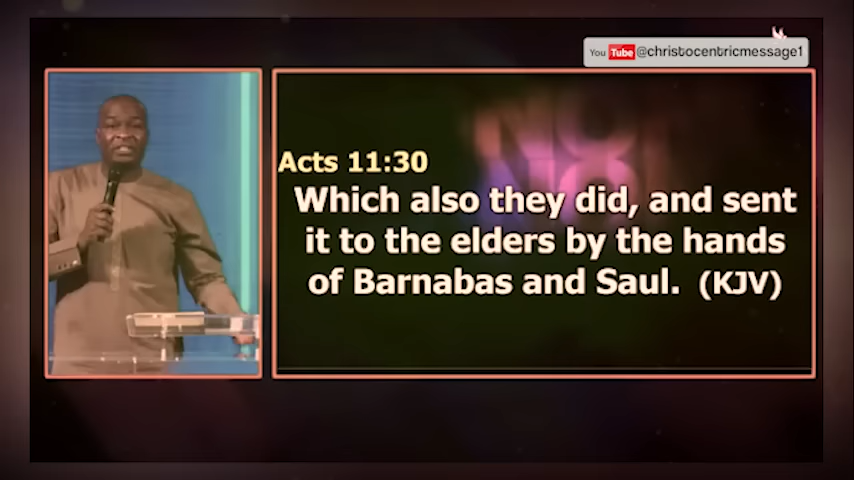 You Tube @christocentricmessage1
Acts 11:30
Which also they did, and sent
it to the elders by the hands
of Barnabas and Saul. (KJV)